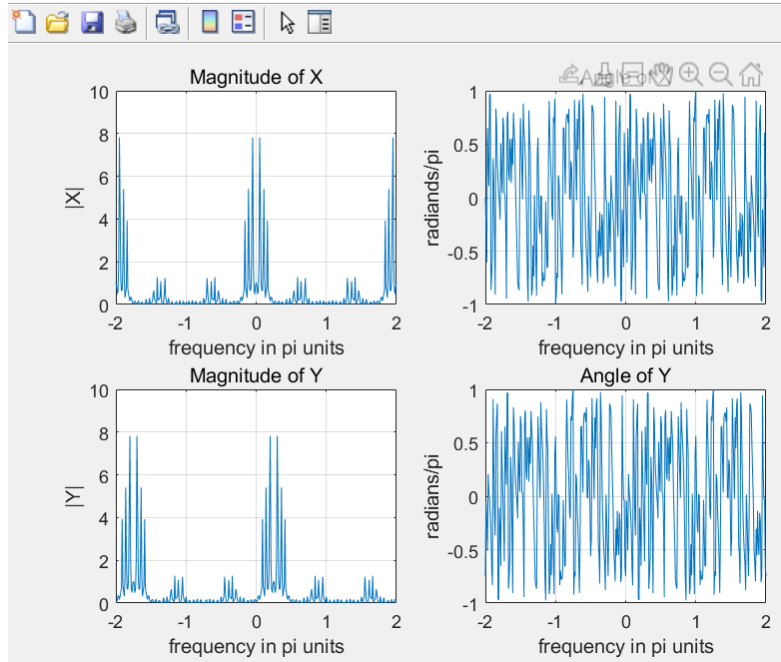 Magnitude of X
10
8
6
4
2
0
|X|
-2 -1 0 1 2
frequency in pi units
Angle of X
1
0.5
0
-0.5
-1
radiands/pi
-2 -1 0 1 2
frequency in pi units
Magnitude of Y
10
8
6
4
2
0
|Y|
-2 -1 0 1 2
frequency in pi units
Angle of Y
1
0.5
0
-0.5
-1
radians/pi
-2 -1 0 1 2
frequency in pi units